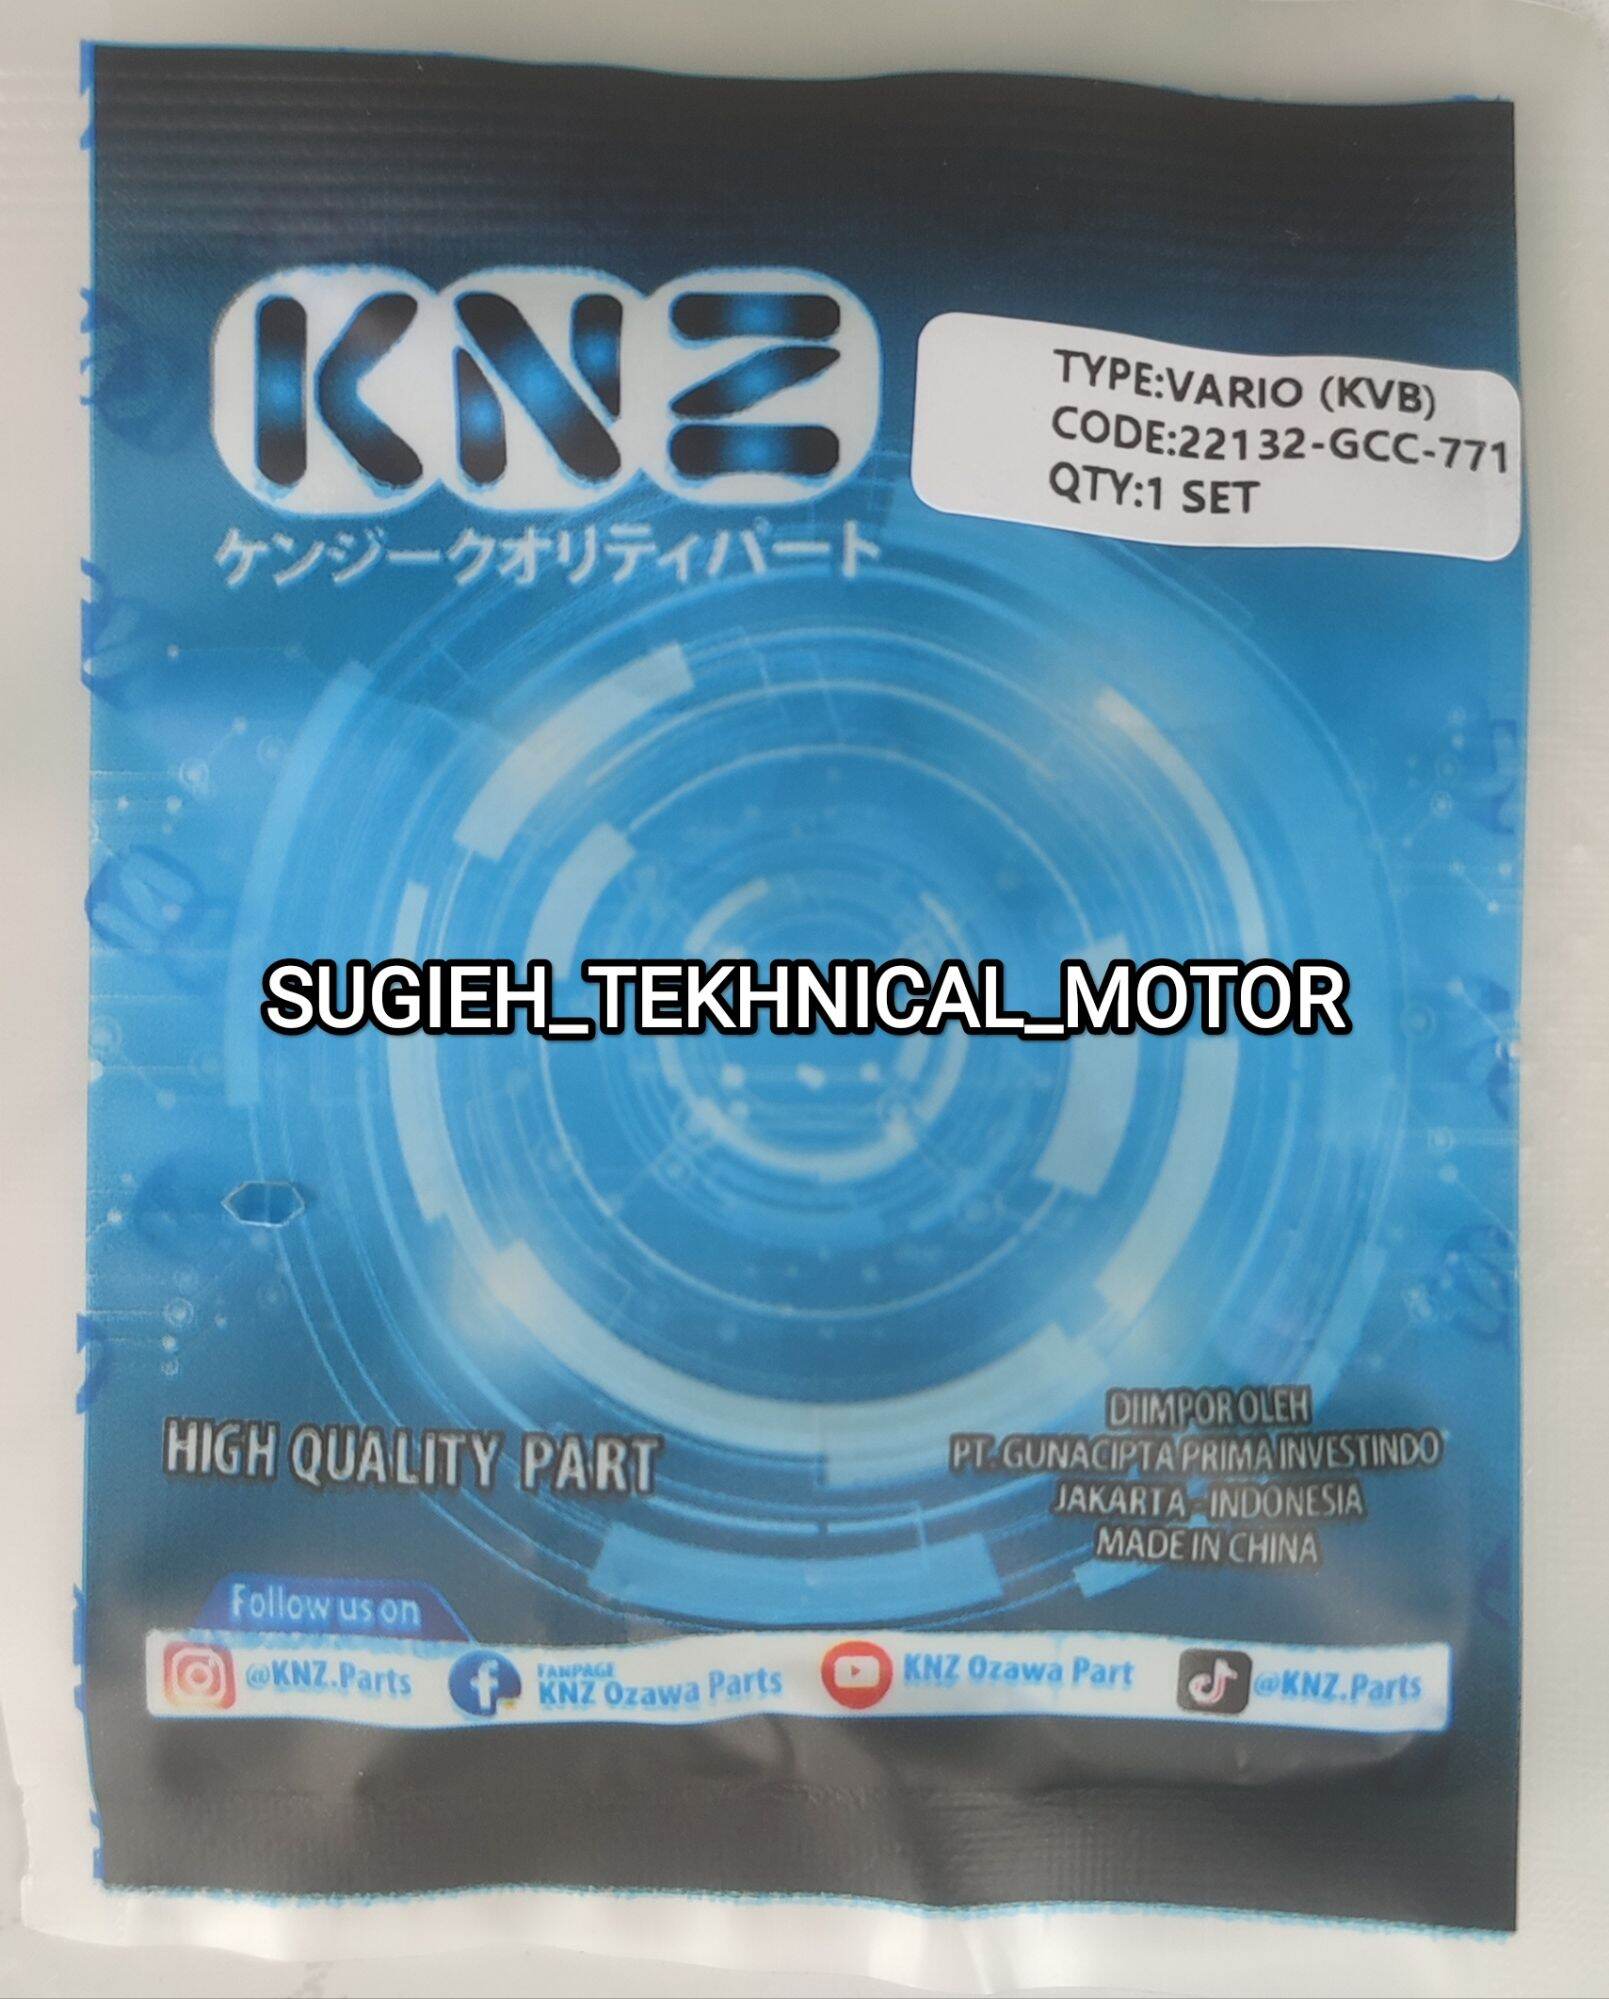 KNZ
ケンジークオリティパート
TYPE:VARIO (KVB)
CODE:22132-GCC-771
QTY:1 SET
SUGIEH_TEKHNICAL_MOTOR
HIGH QUALITY PART
DIIMPOR OLEH
PT. GUNACIPTA PRIMA INVESTINDO
JAKARTA - INDONESIA
MADE IN CHINA
Follow us on
@KNZ.Parts
FANPAGE
KNZ Ozawa Parts
KNZ Ozawa Part
@KNZ.Parts